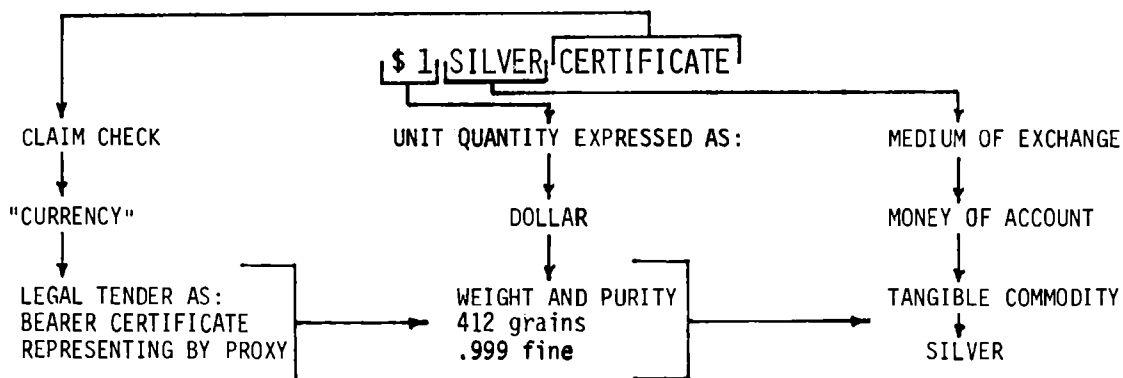 $ 1 SILVER CERTIFICATE
CLAIM CHECK
"CURRENCY"
LEGAL TENDER AS:
BEARER CERTIFICATE
REPRESENTING BY PROXY
UNIT QUANTITY EXPRESSED AS:
DOLLAR
WEIGHT AND PURITY
412 grains
.999 fine
MEDIUM OF EXCHANGE
MONEY OF ACCOUNT
TANGIBLE COMMODITY
SILVER